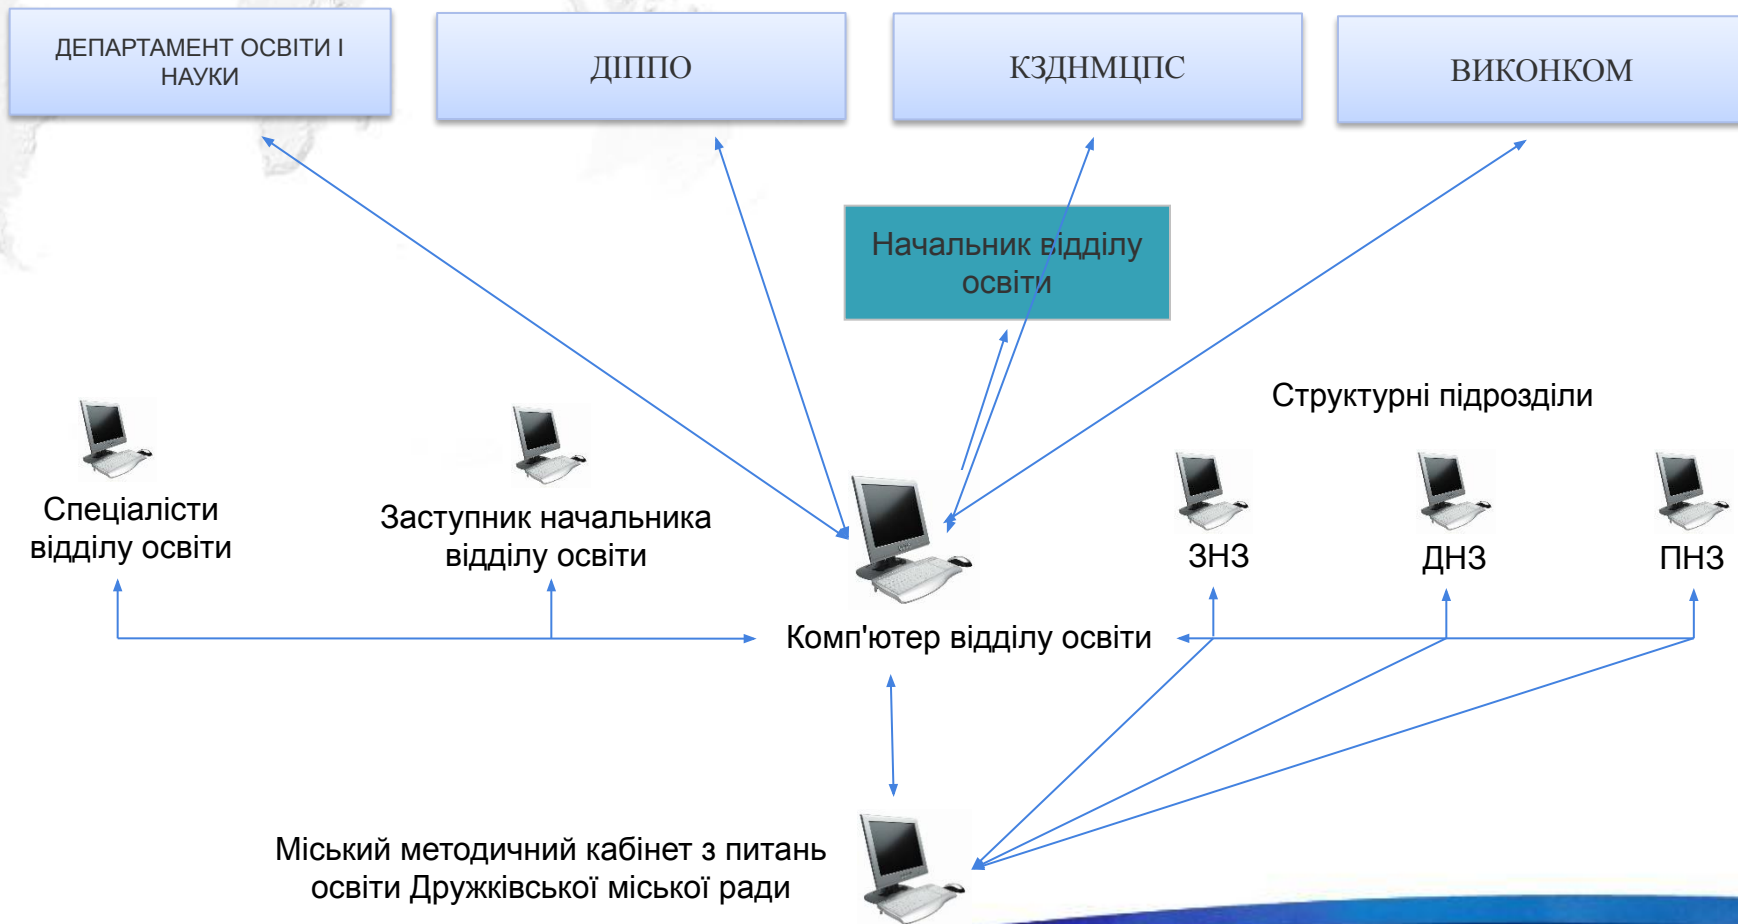 ДЕПАРТАМЕНТ ОСВІТИ І
НАУКИ
ДІППО
КЗДНМЦПС
ВИКОНКОМ
Начальник відділу
освіти
Структурні підрозділи
Спеціалісти
відділу освіти
Заступник начальника
відділу освіти
ЗНЗ
ДНЗ
ПНЗ
Комп'ютер відділу освіти
Міський методичний кабінет з питань
освіти Дружківської міської ради